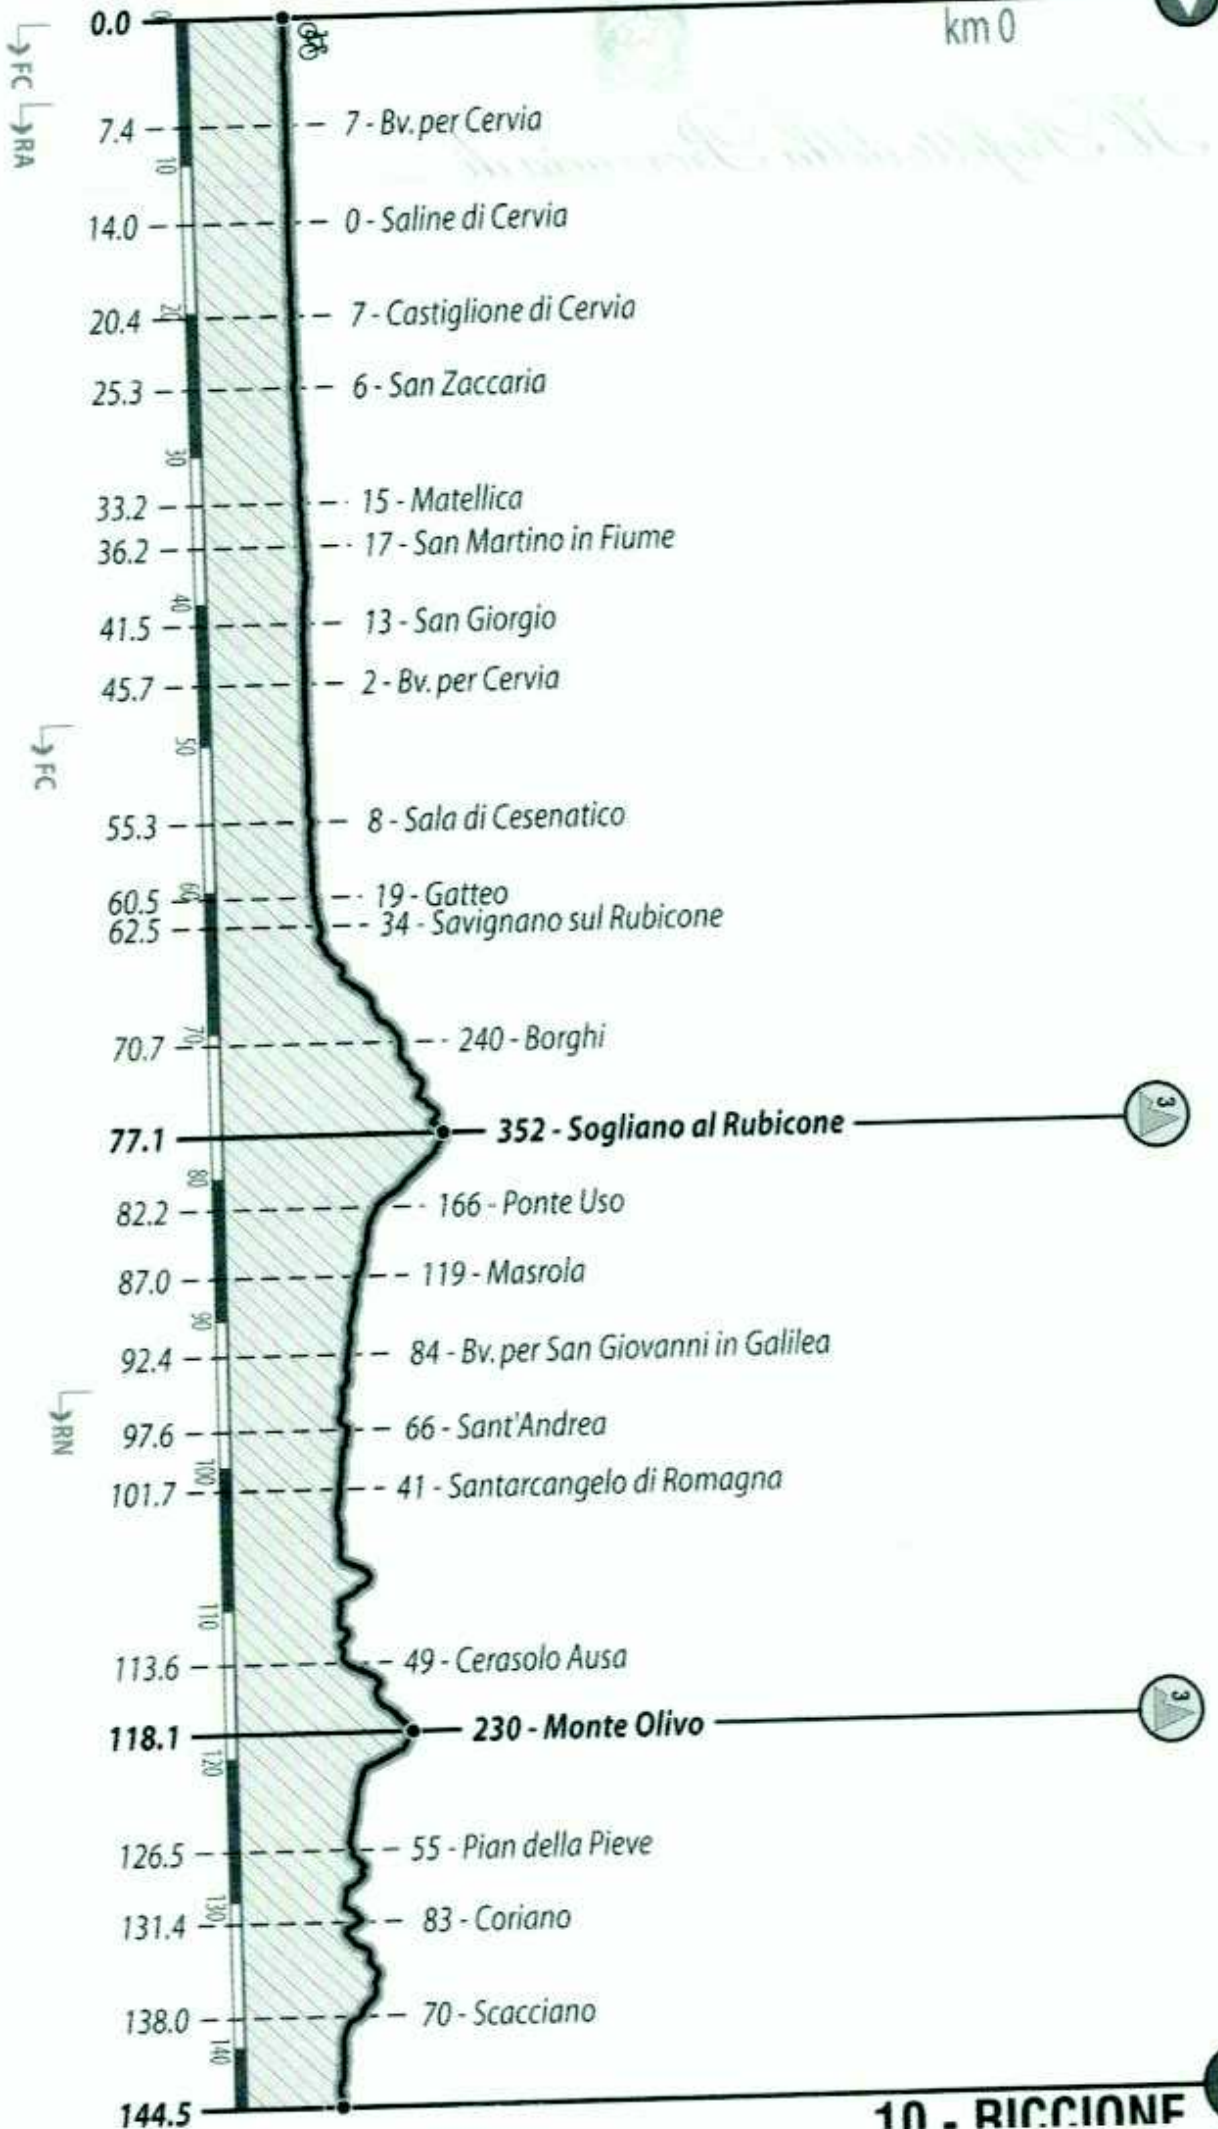 0.0
km 0
FC RA
7.4 7 - Bv. per Cervia
10
14.0 0 - Saline di Cervia
20
20.4 7 - Castiglione di Cervia
25.3 6 - San Zaccaria
30
33.2 15 - Matellica
36.2 17 - San Martino in Fiume
40
41.5 13 - San Giorgio
45.7 2 - Bv. per Cervia
50
FC
55.3 8 - Sala di Cesenatico
60
60.5 19 - Gatteo
62.5 34 - Savignano sul Rubicone
70
70.7 240 - Borghi
77.1 352 - Sogliano al Rubicone 3
80
82.2 166 - Ponte Uso
87.0 119 - Masrola
90
92.4 84 - Bv. per San Giovanni in Galilea
RN
97.6 66 - Sant'Andrea
100
101.7 41 - Santarcangelo di Romagna
110
113.6 49 - Cerasolo Ausa
118.1 230 - Monte Olivo 3
120
126.5 55 - Pian della Pieve
130
131.4 83 - Coriano
138.0 70 - Scacciano
140
144.5 10 - RICCIONE